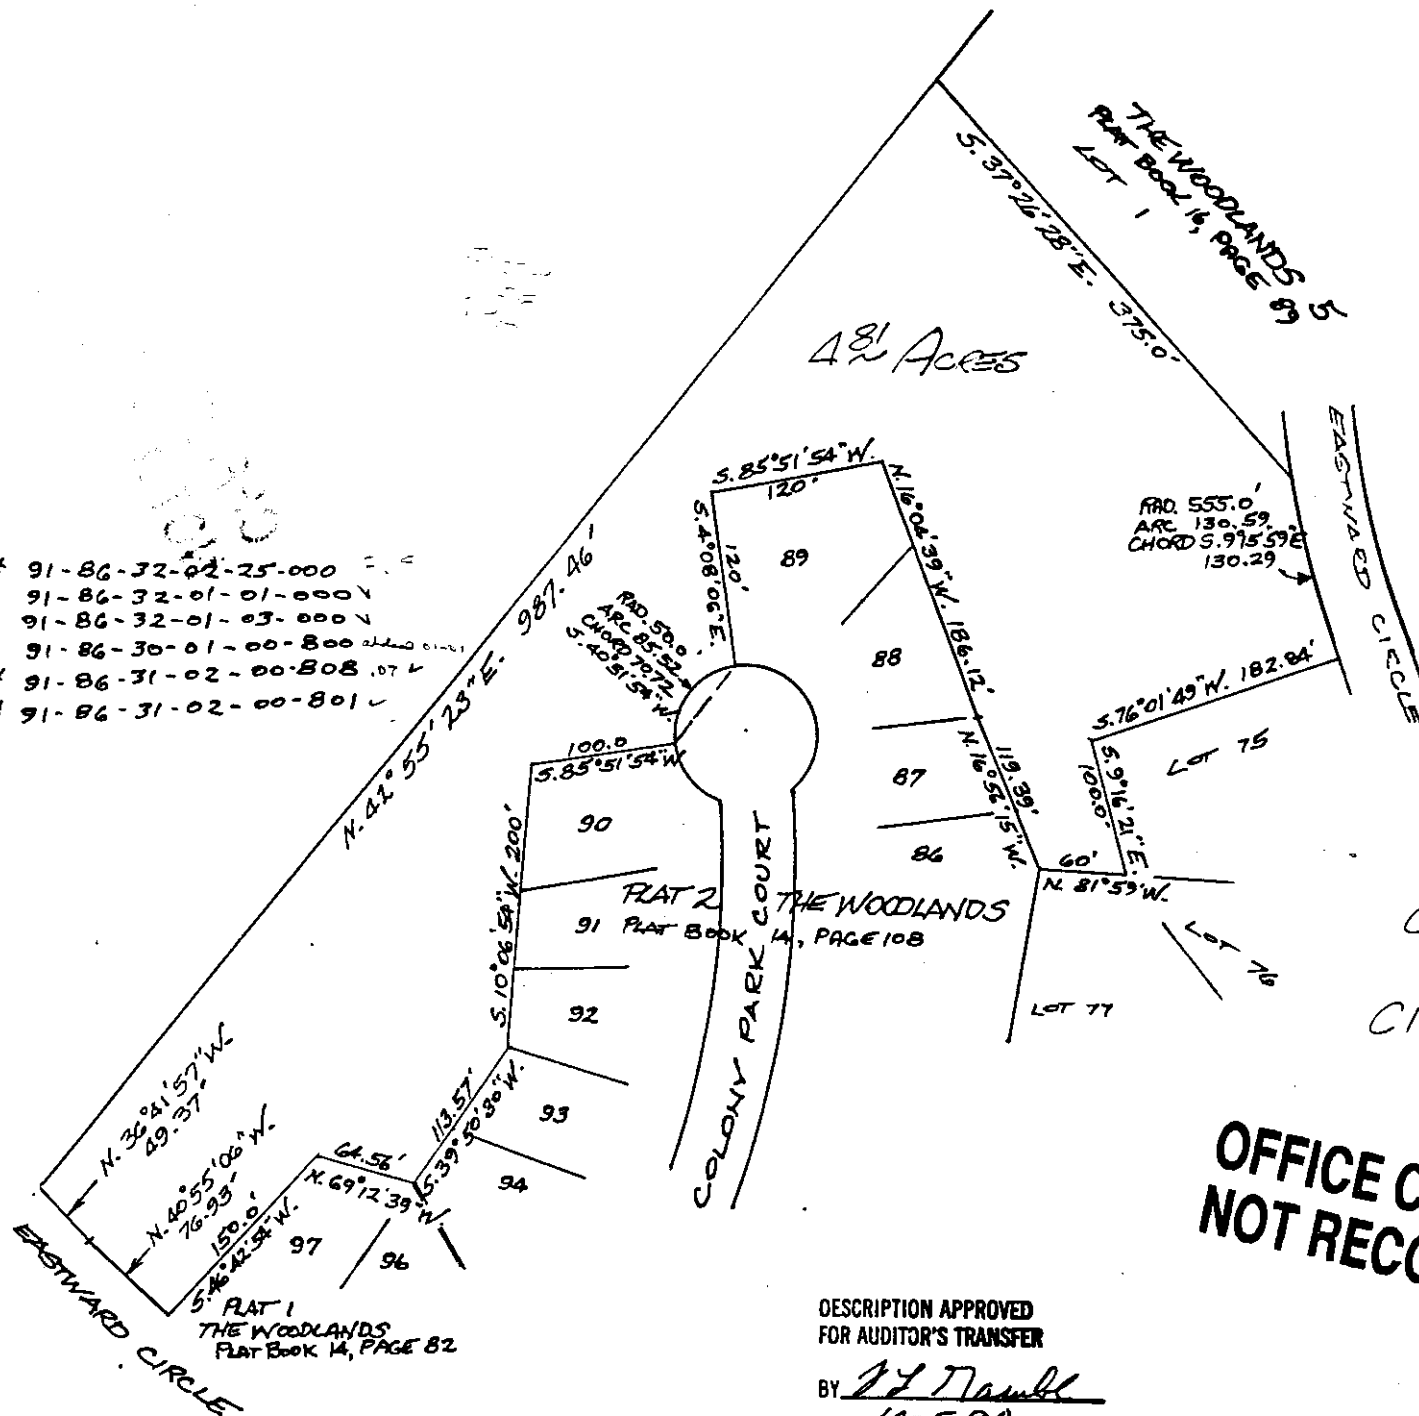 THE WOODLANDS 5
PLAT BOOK 16, PAGE 89
LOT 1
S. 37° 26' 28" E. 375.0'
4 81 ACRES
EASTWARD CIRCLE
RAD. 555.0'
ARC 130.59
130.29
S. 85° 51' 54" W.
120'
S. 4° 08' 06" E.
120'
89
N. 16° 04' 39" W. 186.12'
88
91-86-32-02-25-000
91-86-32-01-01-000 √
91-86-32-01-03-000 √
91-86-30-01-00-800
91-86-31-02-00-808 .07 √
91-86-31-02-00-801 √
N. 42° 55' 23" E. 987.46'
RAD. 50.0'
ARC 85.52
CHORD 70.72
S. 40° 51' 54" W.
100.0
S. 85° 51' 54" W
90
87
N. 16° 56' 15" W.
119.39'
86
S. 76° 01' 49" W. 182.84'
LOT 75
S. 9° 16' 21" E.
100.0'
60'
N. 81° 59' W.
LOT 76
LOT 77
S. 10° 06' 54" W. 200'
PLAT 2 THE WOODLANDS
PLAT BOOK 14, PAGE 108
COLONY PARK COURT
91
92
93
94
113.57'
S. 39° 50' 30" W.
64.56'
N. 69° 12' 39" W.
96
97
N. 36° 41' 57" W.
49.37'
N. 40° 55' 06" W.
76.93'
150.0'
S. 46° 42' 54" W.
PLAT 1
THE WOODLANDS
PLAT BOOK 14, PAGE 82
EASTWARD CIRCLE
CI
OFFICE C
NOT RECO
DESCRIPTION APPROVED
FOR AUDITOR'S TRANSFER
BY